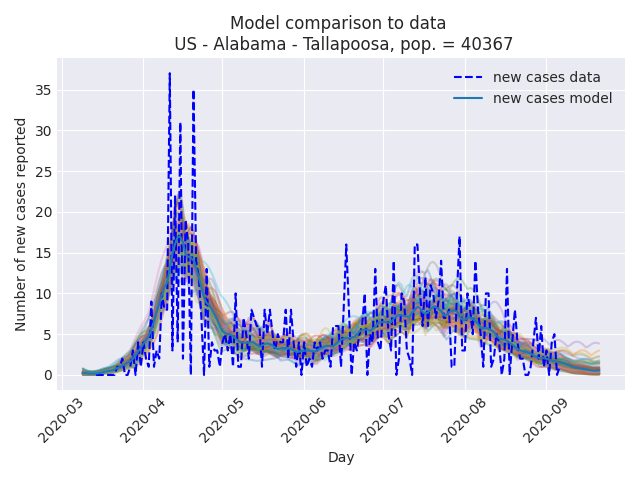 Model comparison to data
US - Alabama - Tallapoosa, pop. = 40367
new cases data
new cases model
Number of new cases reported
35
30
25
20
15
10
5
0
2020-03
2020-04
2020-05
2020-06
2020-07
2020-08
2020-09
Day